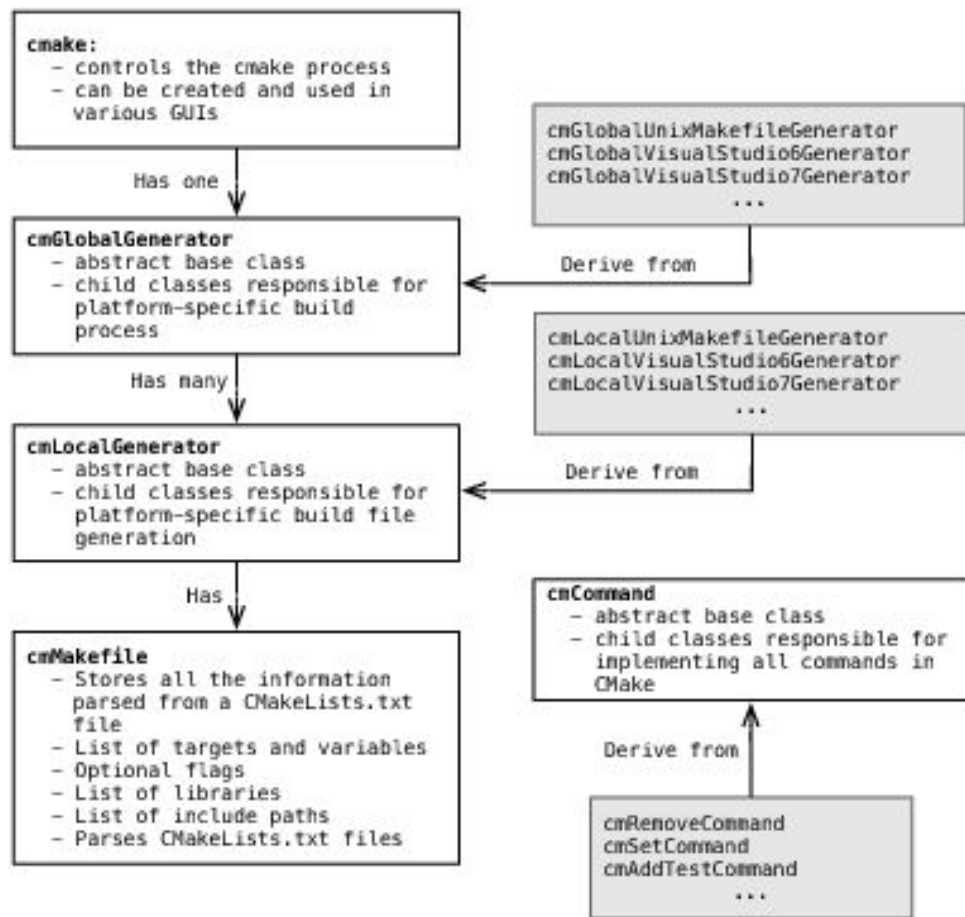 cmake:
- controls the cmake process
- can be created and used in
various GUIs
Has one
cmGlobalGenerator
- abstract base class
- child classes responsible for
platform-specific build
process
Has many
cmLocalGenerator
- abstract base class
- child classes responsible for
platform-specific build file
generation
Has
cmMakefile
- Stores all the information
parsed from a CMakeLists.txt
file
- List of targets and variables
- Optional flags
- List of libraries
- List of include paths
- Parses CMakeLists.txt files
cmGlobalUnixMakefileGenerator
cmGlobalVisualStudio6Generator
cmGlobalVisualStudio7Generator
...
Derive from
cmLocalUnixMakefileGenerator
cmLocalVisualStudio6Generator
cmLocalVisualStudio7Generator
...
Derive from
cmCommand
- abstract base class
- child classes responsible for
implementing all commands in
CMake
Derive from
cmRemoveCommand
cmSetCommand
cmAddTestCommand
...